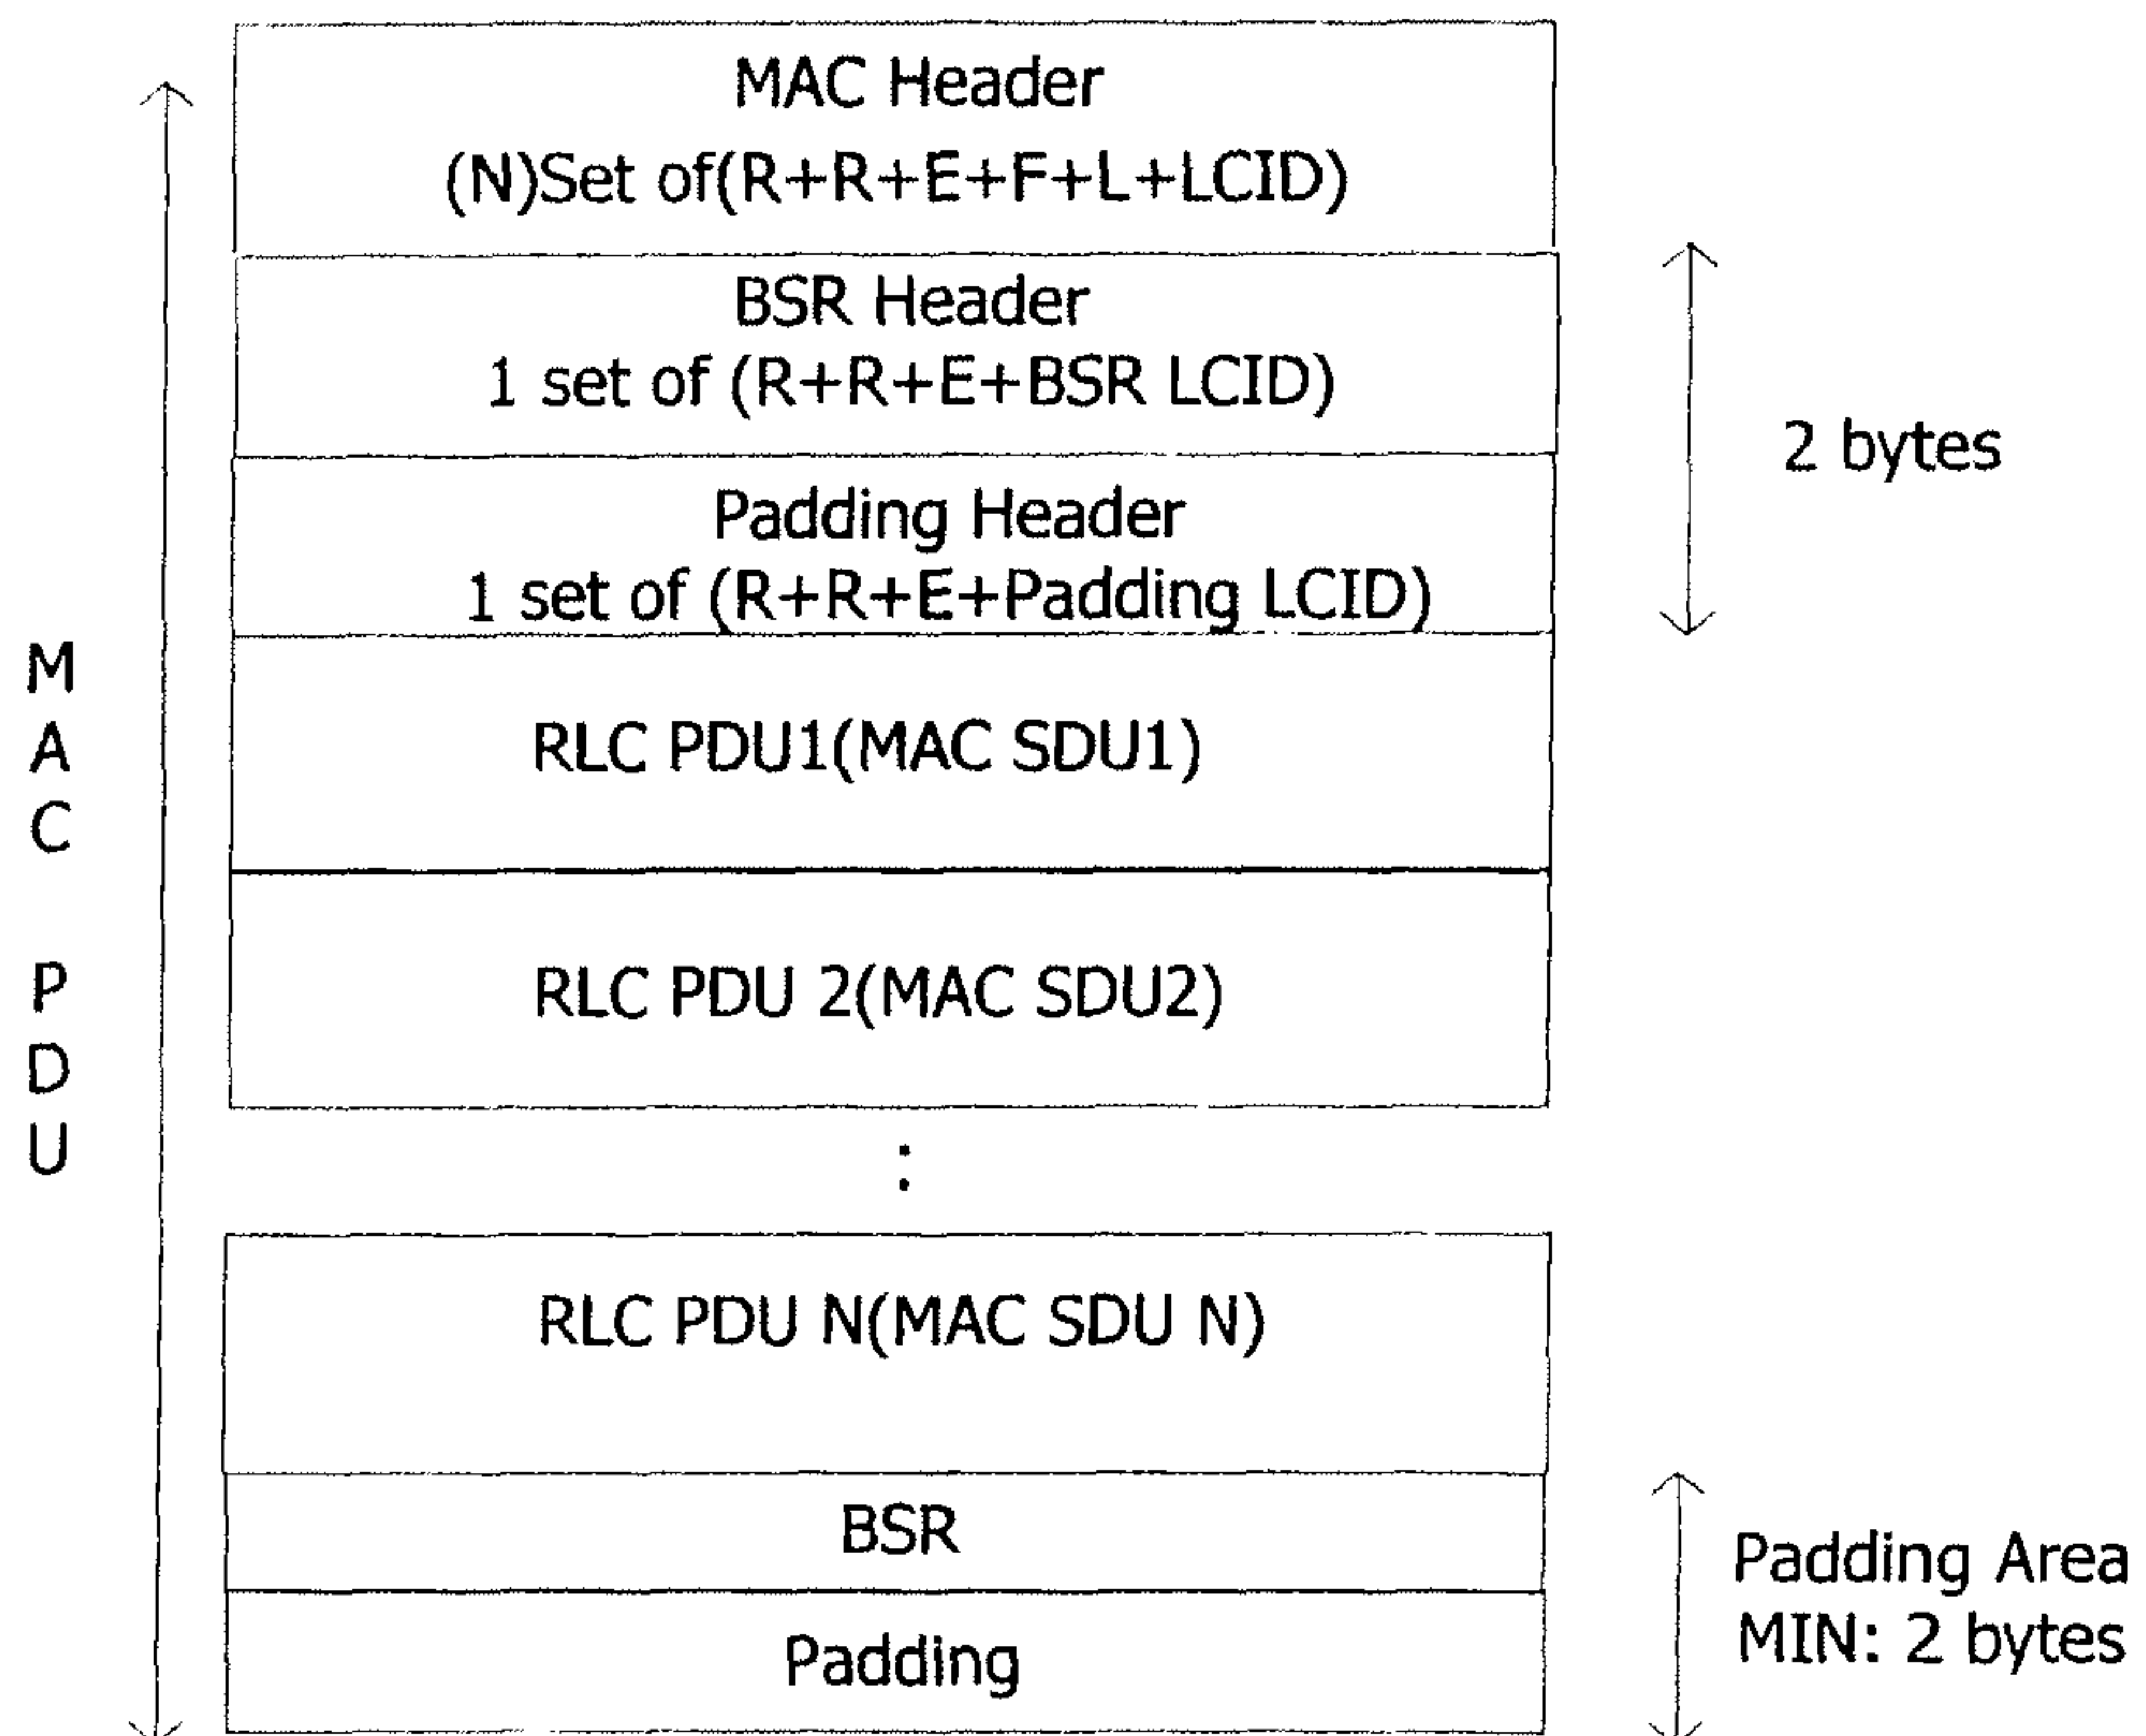 MAC Header
(N)Set of(R+R+E+F+L+LCID)
BSR Header
1 set of (R+R+E+BSR LCID)
2 bytes
Padding Header
1 set of (R+R+E+Padding LCID)
MAC PDU
RLC PDU1(MAC SDU1)
RLC PDU 2(MAC SDU2)
:
RLC PDU N(MAC SDU N)
BSR
Padding
Padding Area
MIN: 2 bytes